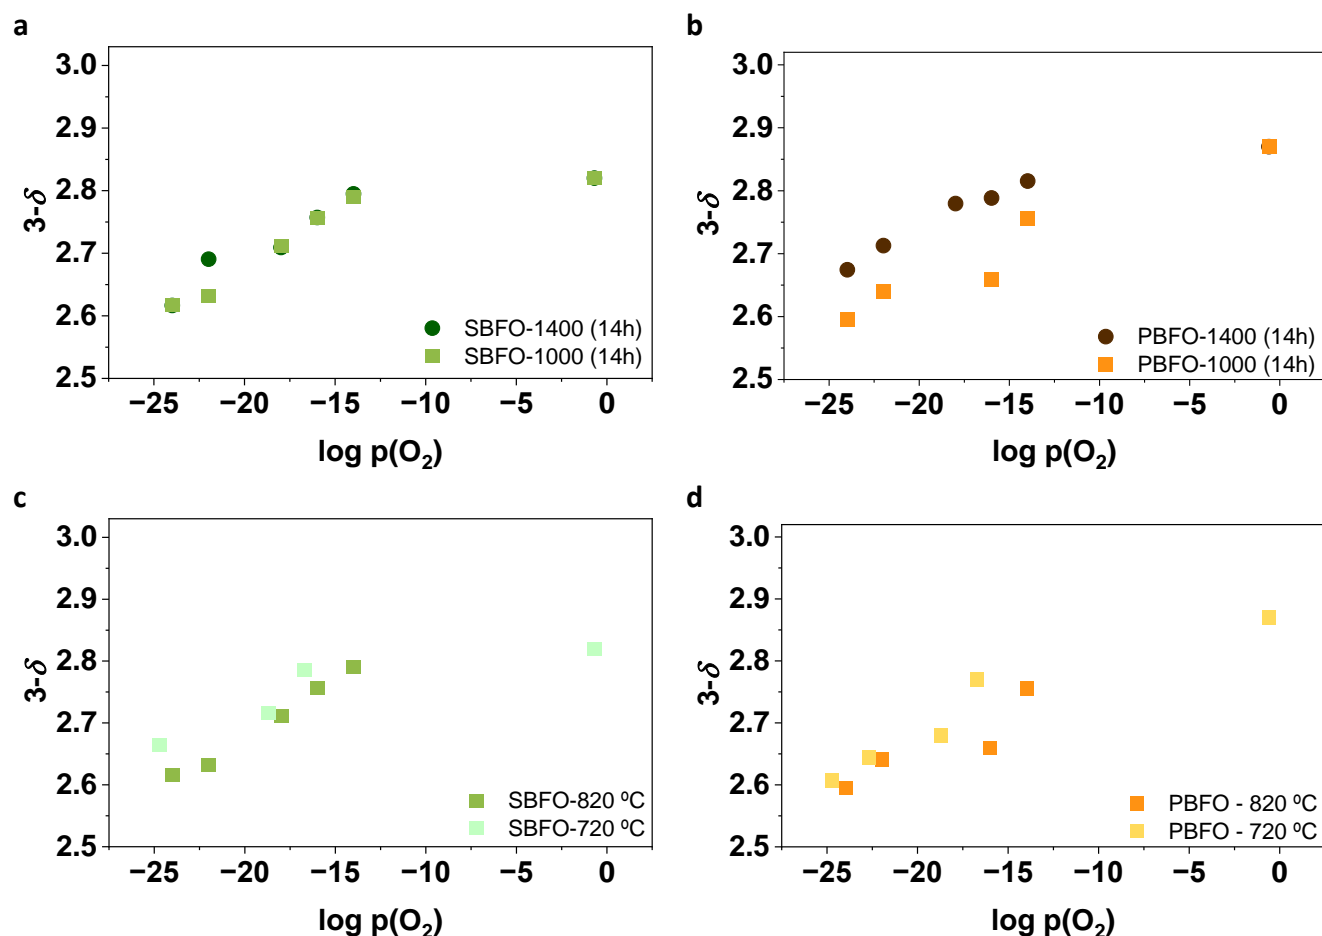 a
3.0
2.9
2.8
2.7
2.6
2.5
3-δ
−25 −20 −15 −10 −5 0
log p(O₂)
SBFO-1400 (14h)
SBFO-1000 (14h)
b
3.0
2.9
2.8
2.7
2.6
2.5
3-δ
−25 −20 −15 −10 −5 0
log p(O₂)
PBFO-1400 (14h)
PBFO-1000 (14h)
c
3.0
2.9
2.8
2.7
2.6
2.5
3-δ
−25 −20 −15 −10 −5 0
log p(O₂)
SBFO-820 ºC
SBFO-720 ºC
d
3.0
2.9
2.8
2.7
2.6
2.5
3-δ
−25 −20 −15 −10 −5 0
log p(O₂)
PBFO - 820 ºC
PBFO - 720 ºC